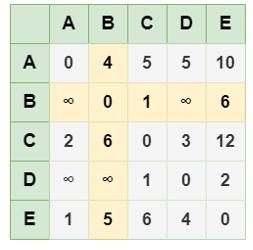 A B C D E
A 0 4 5 5 10
B ∞ 0 1 ∞ 6
C 2 6 0 3 12
D ∞ ∞ 1 0 2
E 1 5 6 4 0